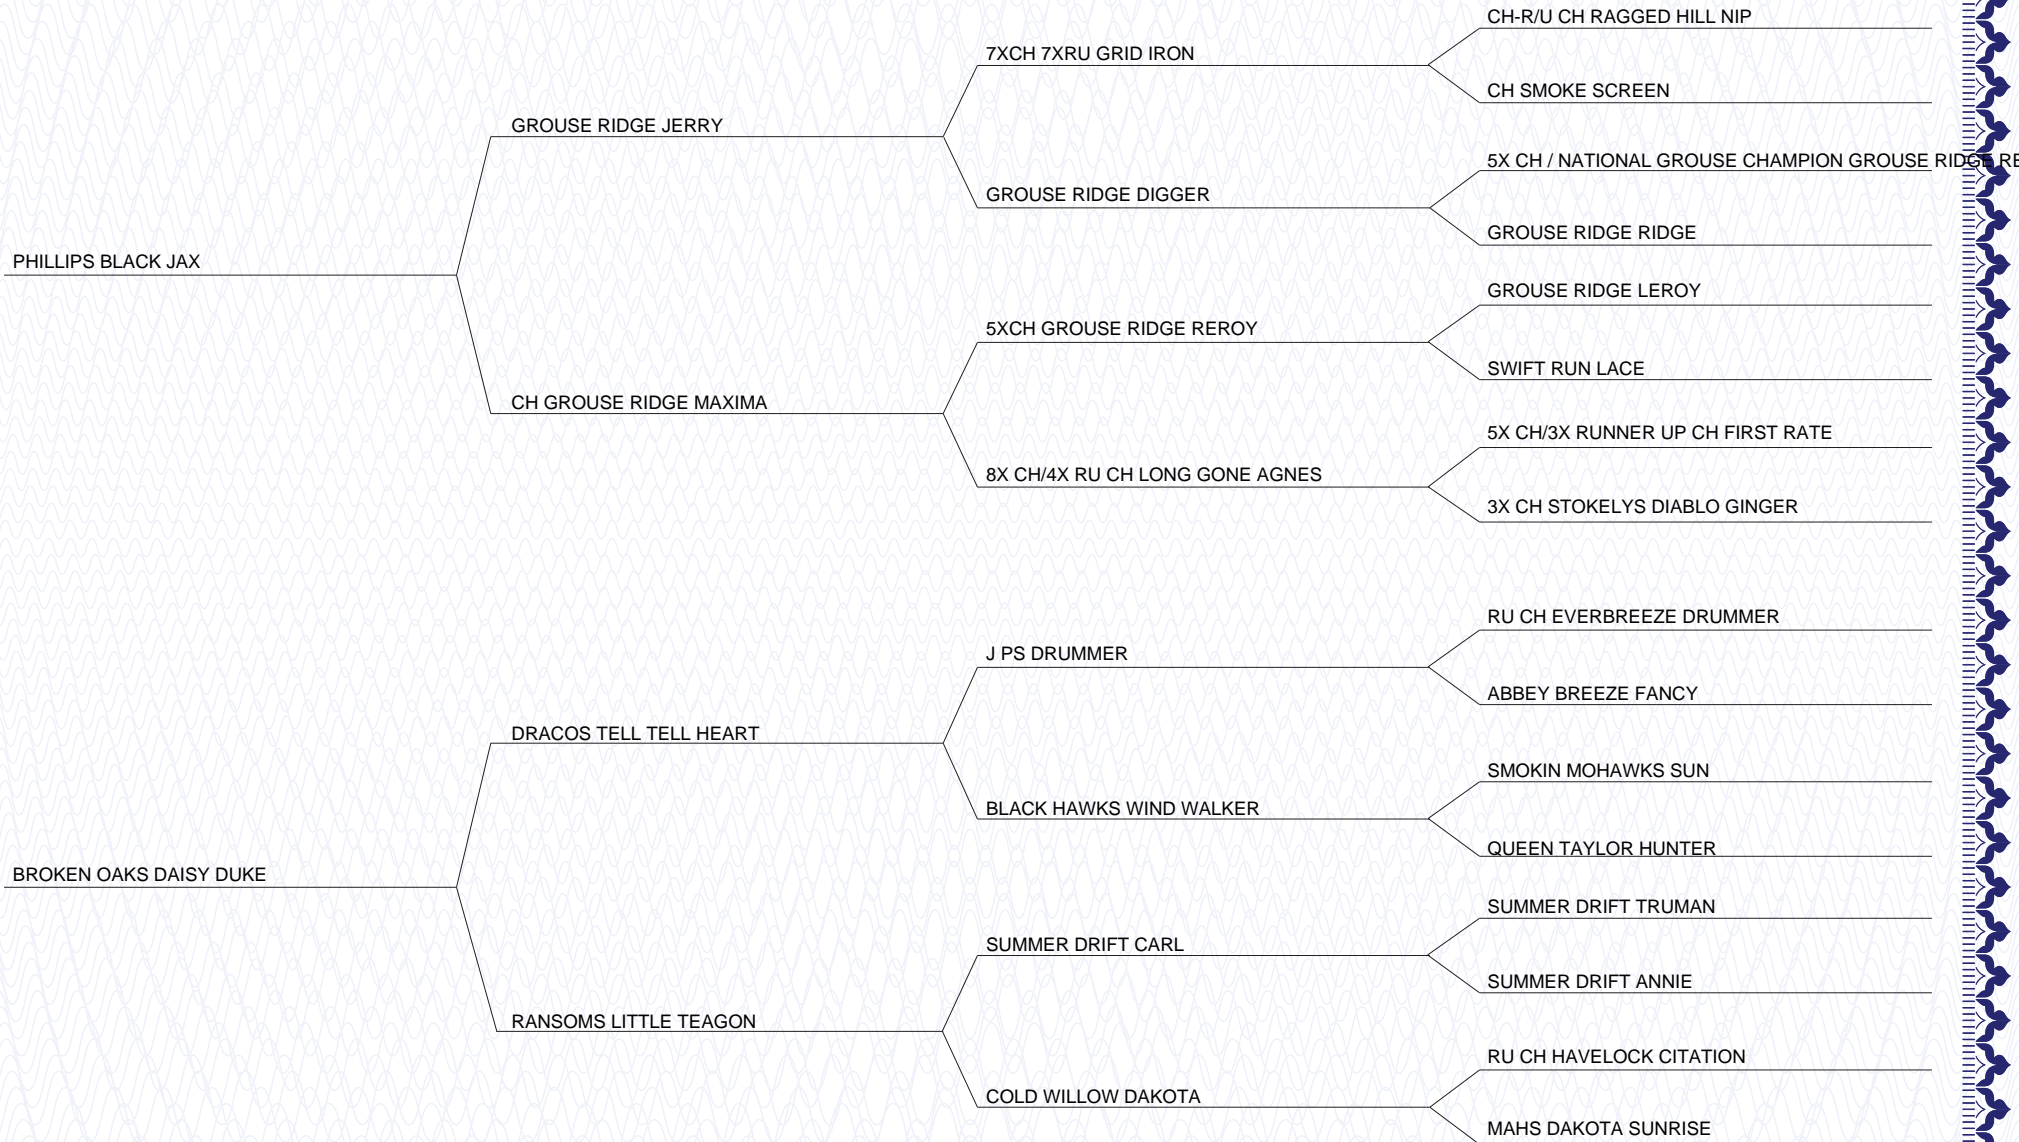 CH-R/U CH RAGGED HILL NIP
7XCH 7XRU GRID IRON
CH SMOKE SCREEN
GROUSE RIDGE JERRY
5X CH / NATIONAL GROUSE CHAMPION GROUSE RIDGE RE
GROUSE RIDGE DIGGER
GROUSE RIDGE RIDGE
PHILLIPS BLACK JAX
GROUSE RIDGE LEROY
5XCH GROUSE RIDGE REROY
SWIFT RUN LACE
CH GROUSE RIDGE MAXIMA
5X CH/3X RUNNER UP CH FIRST RATE
8X CH/4X RU CH LONG GONE AGNES
3X CH STOKELYS DIABLO GINGER
RU CH EVERBREEZE DRUMMER
J PS DRUMMER
ABBEY BREEZE FANCY
DRACOS TELL TELL HEART
SMOKIN MOHAWKS SUN
BLACK HAWKS WIND WALKER
QUEEN TAYLOR HUNTER
BROKEN OAKS DAISY DUKE
SUMMER DRIFT TRUMAN
SUMMER DRIFT CARL
SUMMER DRIFT ANNIE
RANSOMS LITTLE TEAGON
RU CH HAVELOCK CITATION
COLD WILLOW DAKOTA
MAHS DAKOTA SUNRISE